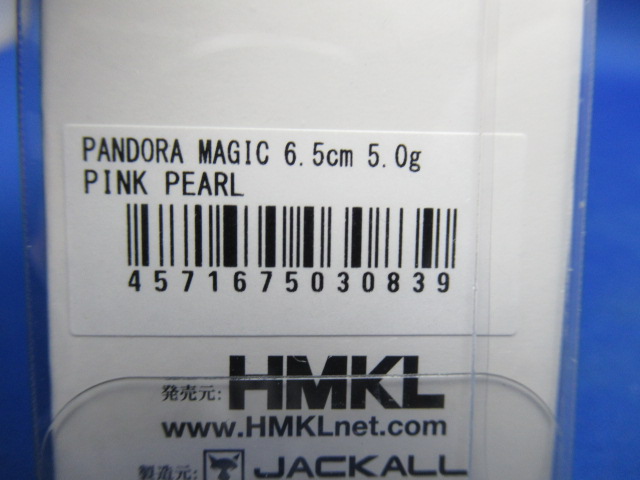 PANDORA MAGIC 6.5cm 5.0g
PINK PEARL
4571675030839
発売元: HMKL
www.HMKLnet.com
製造元: JACKALL